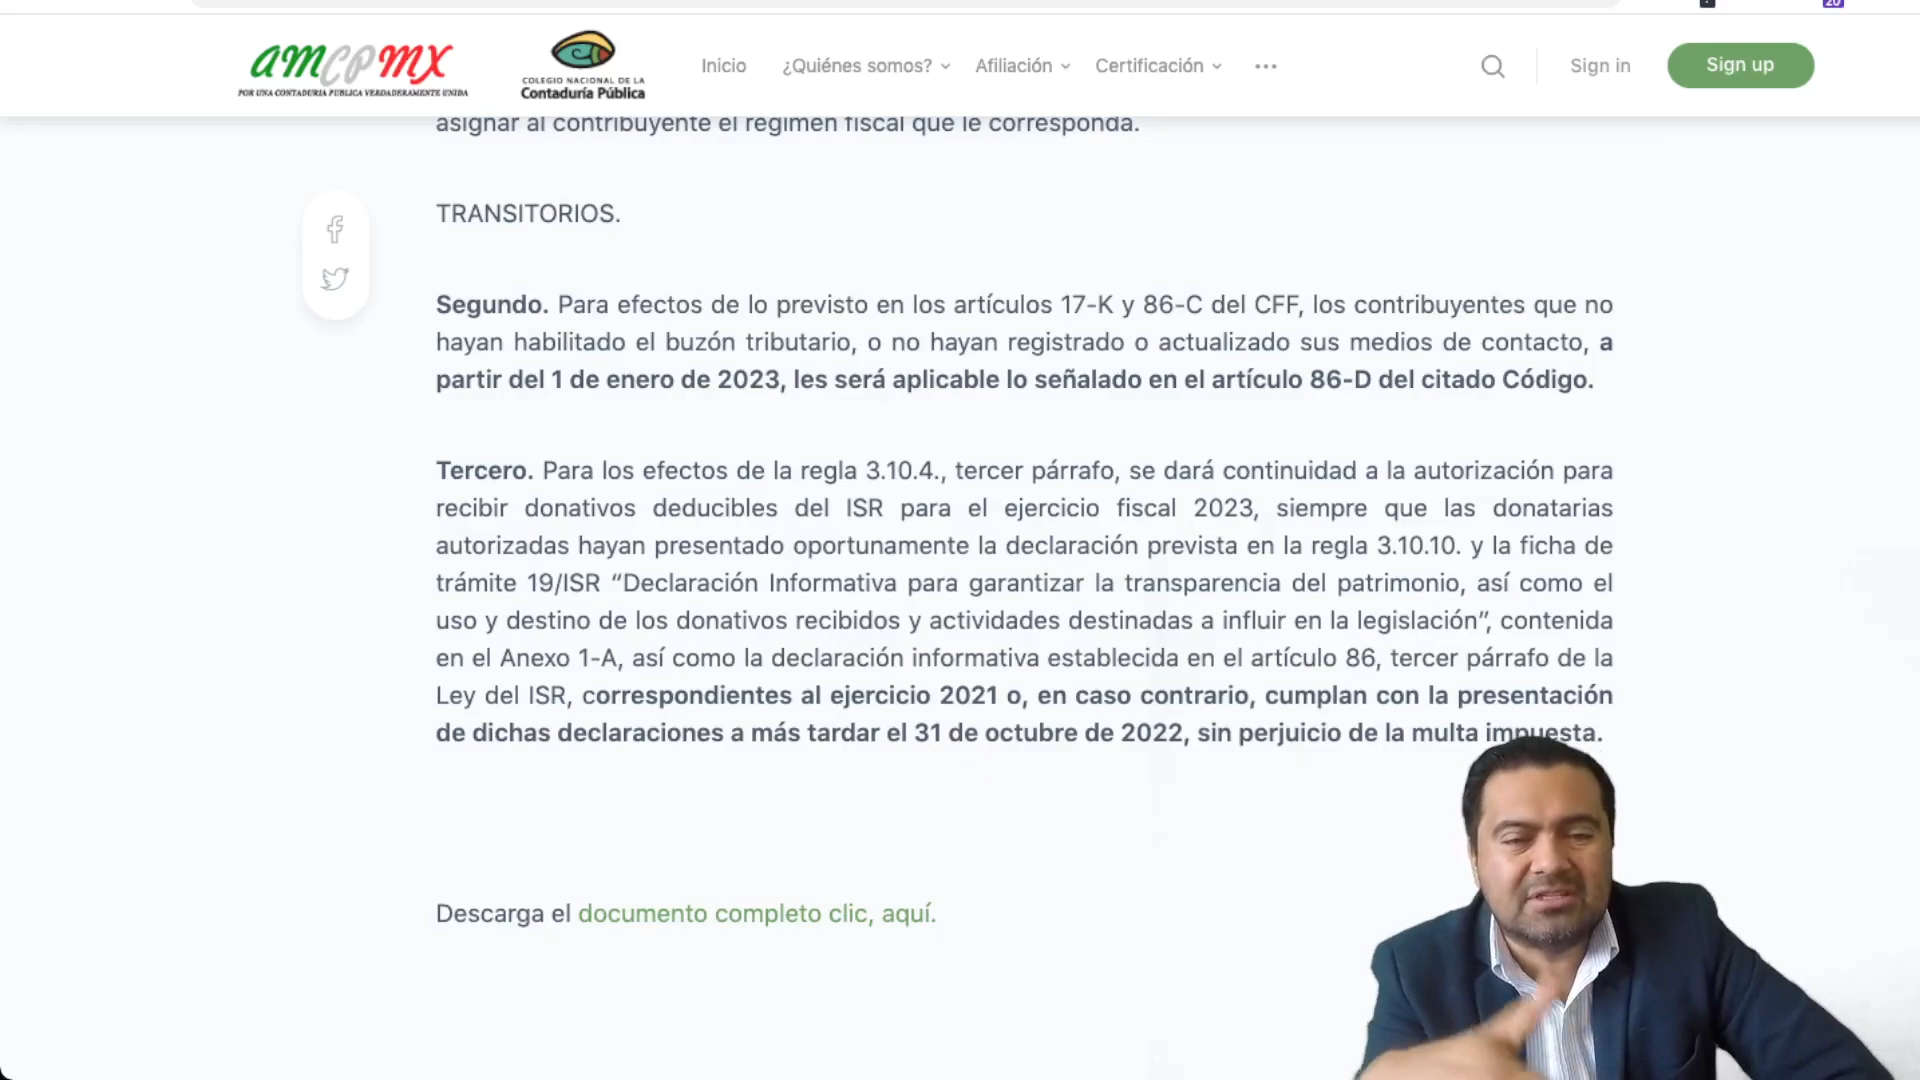 20
AMCPMX
POR UNA CONTADURIA PUBLICA VERDADERAMENTE UNIDA
COLEGIO NACIONAL DE LA
Contaduría Pública
Inicio
¿Quiénes somos?
Afiliación
Certificación
Sign in
Sign up
asignar al contribuyente el régimen fiscal que le corresponda.
TRANSITORIOS.
Segundo. Para efectos de lo previsto en los artículos 17-K y 86-C del CFF, los contribuyentes que no
hayan habilitado el buzón tributario, o no hayan registrado o actualizado sus medios de contacto, a
partir del 1 de enero de 2023, les será aplicable lo señalado en el artículo 86-D del citado Código.
Tercero. Para los efectos de la regla 3.10.4., tercer párrafo, se dará continuidad a la autorización para
recibir donativos deducibles del ISR para el ejercicio fiscal 2023, siempre que las donatarias
autorizadas hayan presentado oportunamente la declaración prevista en la regla 3.10.10. y la ficha de
trámite 19/ISR “Declaración Informativa para garantizar la transparencia del patrimonio, así como el
uso y destino de los donativos recibidos y actividades destinadas a influir en la legislación”, contenida
en el Anexo 1-A, así como la declaración informativa establecida en el artículo 86, tercer párrafo de la
Ley del ISR, correspondientes al ejercicio 2021 o, en caso contrario, cumplan con la presentación
de dichas declaraciones a más tardar el 31 de octubre de 2022, sin perjuicio de la multa impuesta.
Descarga el documento completo clic, aquí.